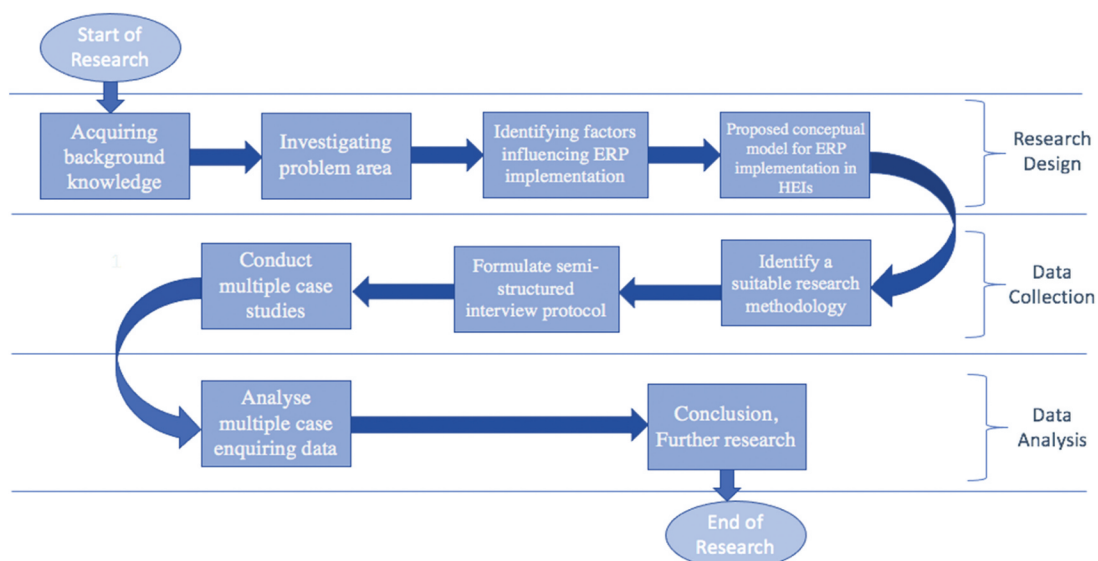 Start of
Research
Acquiring
background
knowledge
Investigating
problem area
Identifying factors
influencing ERP
implementation
Proposed conceptual
model for ERP
implementation in
HEIs
Research
Design
Conduct
multiple case
studies
Formulate semi-
structured
interview protocol
Identify a
suitable research
methodology
Data
Collection
1.
Analyse
multiple case
enquiring data
Conclusion,
Further research
Data
Analysis
End of
Research